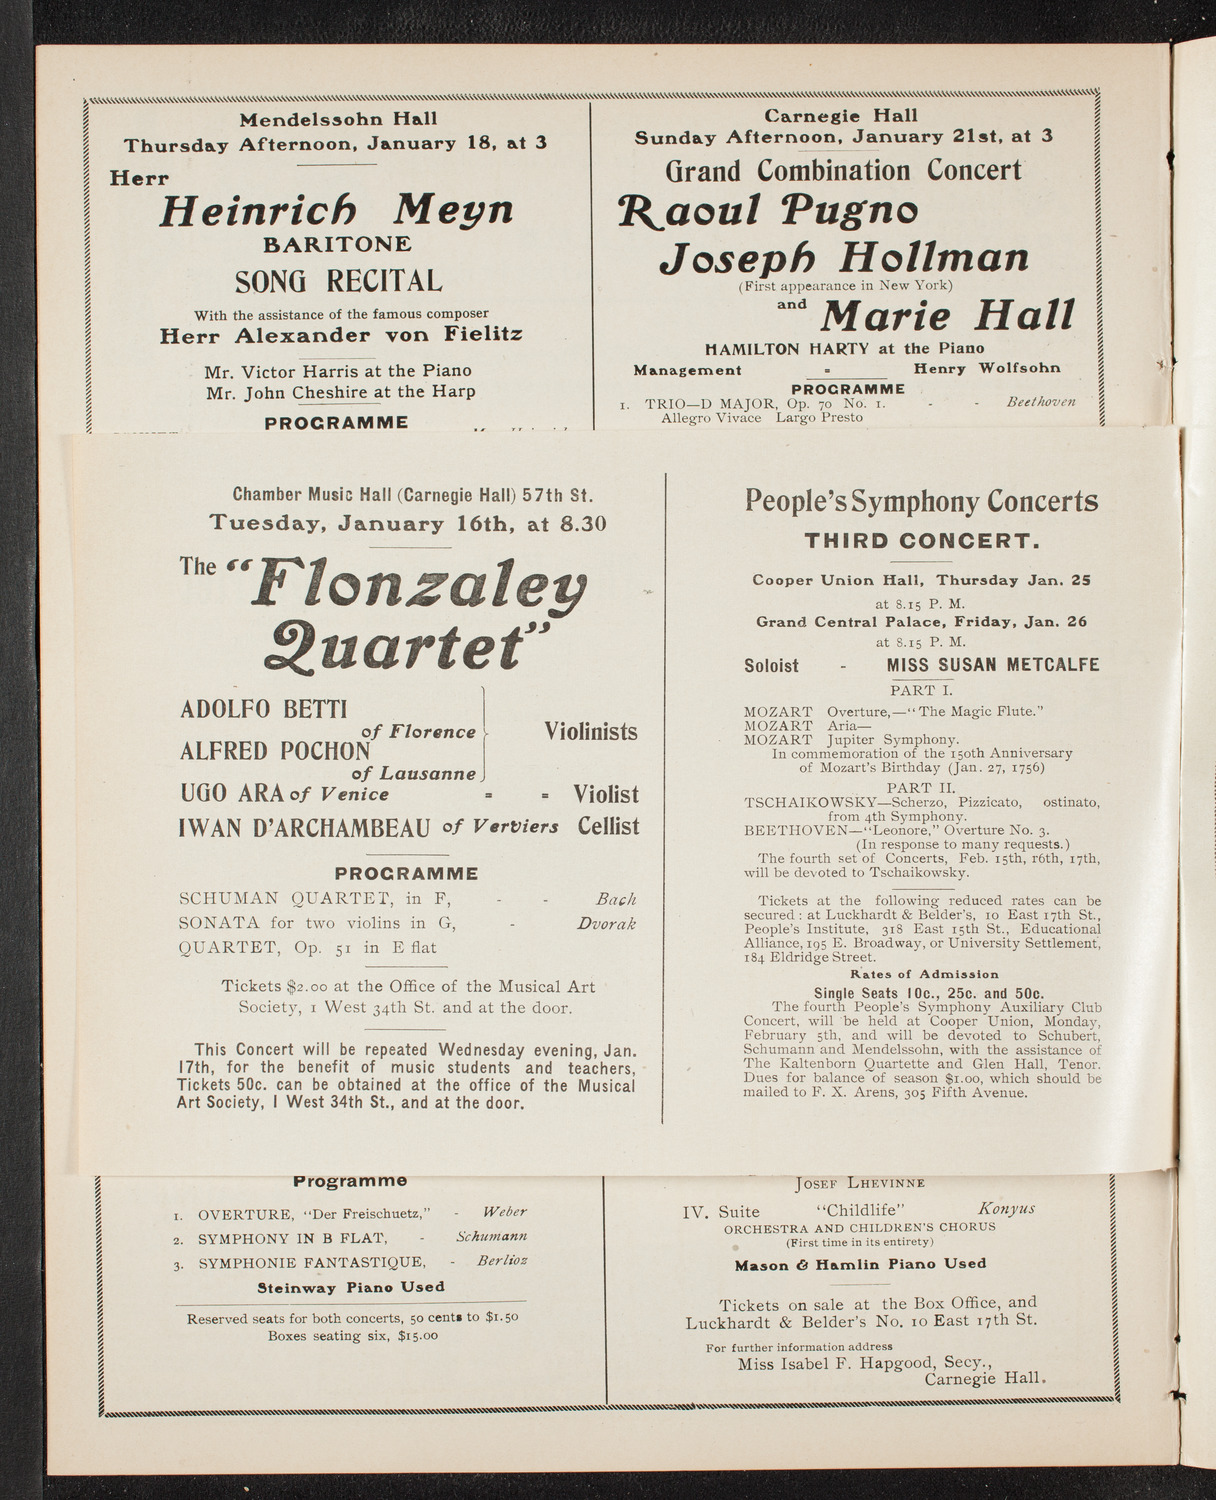 Mendelssohn Hall
Thursday Afternoon, January 18, at 3
Herr
Heinrich Meyn
BARITONE
SONG RECITAL
With the assistance of the famous composer
Herr Alexander von Fielitz
Mr. Victor Harris at the Piano
Mr. John Cheshire at the Harp
PROGRAMME
Carnegie Hall
Sunday Afternoon, January 21st, at 3
Grand Combination Concert
Raoul Pugno
Joseph Hollman
(First appearance in New York)
and Marie Hall
HAMILTON HARTY at the Piano
Management = Henry Wolfsohn
PROGRAMME
1. TRIO—D MAJOR, Op. 70 No. 1. - - Beethoven
Allegro Vivace Largo Presto
Chamber Music Hall (Carnegie Hall) 57th St.
Tuesday, January 16th, at 8.30
The "Flonzaley
Quartet"
ADOLFO BETTI
of Florence
ALFRED POCHON
of Lausanne
Violinists
UGO ARA of Venice = = Violist
IWAN D'ARCHAMBEAU of Verviers Cellist
PROGRAMME
SCHUMAN QUARTET, in F, - - Bach
SONATA for two violins in G, - Dvorak
QUARTET, Op. 51 in E flat
Tickets $2.00 at the Office of the Musical Art
Society, 1 West 34th St. and at the door.
This Concert will be repeated Wednesday evening, Jan.
17th, for the benefit of music students and teachers,
Tickets 50c. can be obtained at the office of the Musical
Art Society, 1 West 34th St., and at the door.
People's Symphony Concerts
THIRD CONCERT.
Cooper Union Hall, Thursday Jan. 25
at 8.15 P. M.
Grand Central Palace, Friday, Jan. 26
at 8.15 P. M.
Soloist - MISS SUSAN METCALFE
PART I.
MOZART Overture,—"The Magic Flute."
MOZART Aria—
MOZART Jupiter Symphony.
In commemoration of the 150th Anniversary
of Mozart's Birthday (Jan. 27, 1756)
PART II.
TSCHAIKOWSKY—Scherzo, Pizzicato, ostinato,
from 4th Symphony.
BEETHOVEN—"Leonore," Overture No. 3.
(In response to many requests.)
The fourth set of Concerts, Feb. 15th, r6th, 17th,
will be devoted to Tschaikowsky.
Tickets at the following reduced rates can be
secured: at Luckhardt & Belder's, 10 East 17th St.,
People's Institute, 318 East 15th St., Educational
Alliance, 195 E. Broadway, or University Settlement,
184 Eldridge Street.
Rates of Admission
Single Seats 10c., 25c. and 50c.
The fourth People's Symphony Auxiliary Club
Concert, will be held at Cooper Union, Monday,
February 5th, and will be devoted to Schubert,
Schumann and Mendelssohn, with the assistance of
The Kaltenborn Quartette and Glen Hall, Tenor.
Dues for balance of season $1.00, which should be
mailed to F. X. Arens, 305 Fifth Avenue.
Programme
1. OVERTURE, "Der Freischuetz," - Weber
2. SYMPHONY IN B FLAT, - Schumann
3. SYMPHONIE FANTASTIQUE, - Berlioz
Steinway Piano Used
Reserved seats for both concerts, 50 cents to $1.50
Boxes seating six, $15.00
JOSEF LHEVINNE
IV. Suite "Childlife" Konyus
ORCHESTRA AND CHILDREN'S CHORUS
(First time in its entirety)
Mason & Hamlin Piano Used
Tickets on sale at the Box Office, and
Luckhardt & Belder's No. 10 East 17th St.
For further information address
Miss Isabel F. Hapgood, Secy.,
Carnegie Hall.